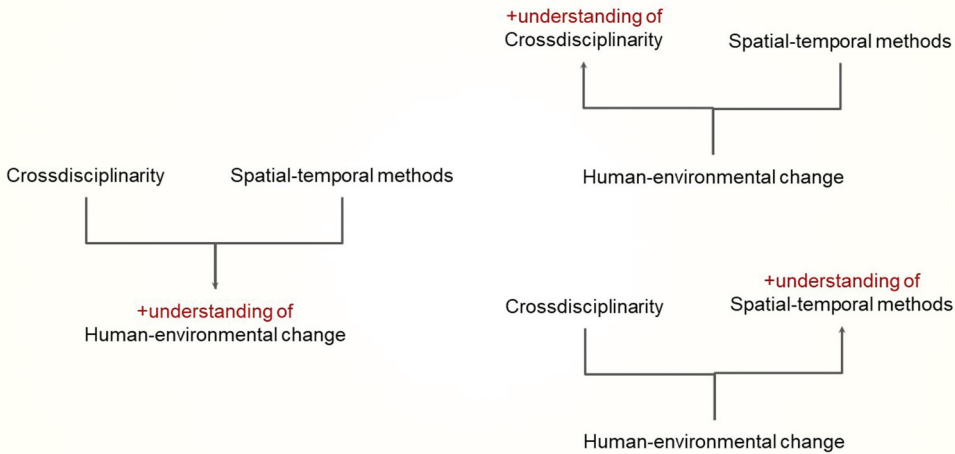 Crossdisciplinarity
Spatial-temporal methods
+understanding of
Human-environmental change
+understanding of
Crossdisciplinarity
Spatial-temporal methods
Human-environmental change
Crossdisciplinarity
+understanding of
Spatial-temporal methods
Human-environmental change